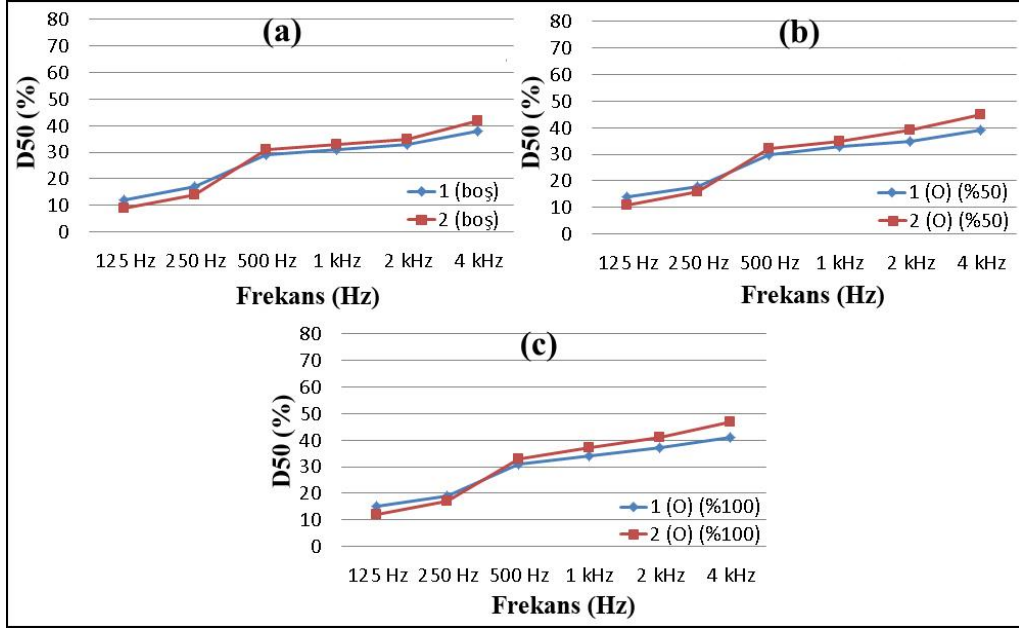 (a)
D50 (%)
80
70
60
50
40
30
20
10
0
1 (boş)
2 (boş)
125 Hz 250 Hz 500 Hz 1 kHz 2 kHz 4 kHz
Frekans (Hz)
(b)
D50 (%)
80
70
60
50
40
30
20
10
0
1 (O) (%50)
2 (O) (%50)
125 Hz 250 Hz 500 Hz 1 kHz 2 kHz 4 kHz
Frekans (Hz)
(c)
D50 (%)
80
70
60
50
40
30
20
10
0
1 (O) (%100)
2 (O) (%100)
125 Hz 250 Hz 500 Hz 1 kHz 2 kHz 4 kHz
Frekans (Hz)